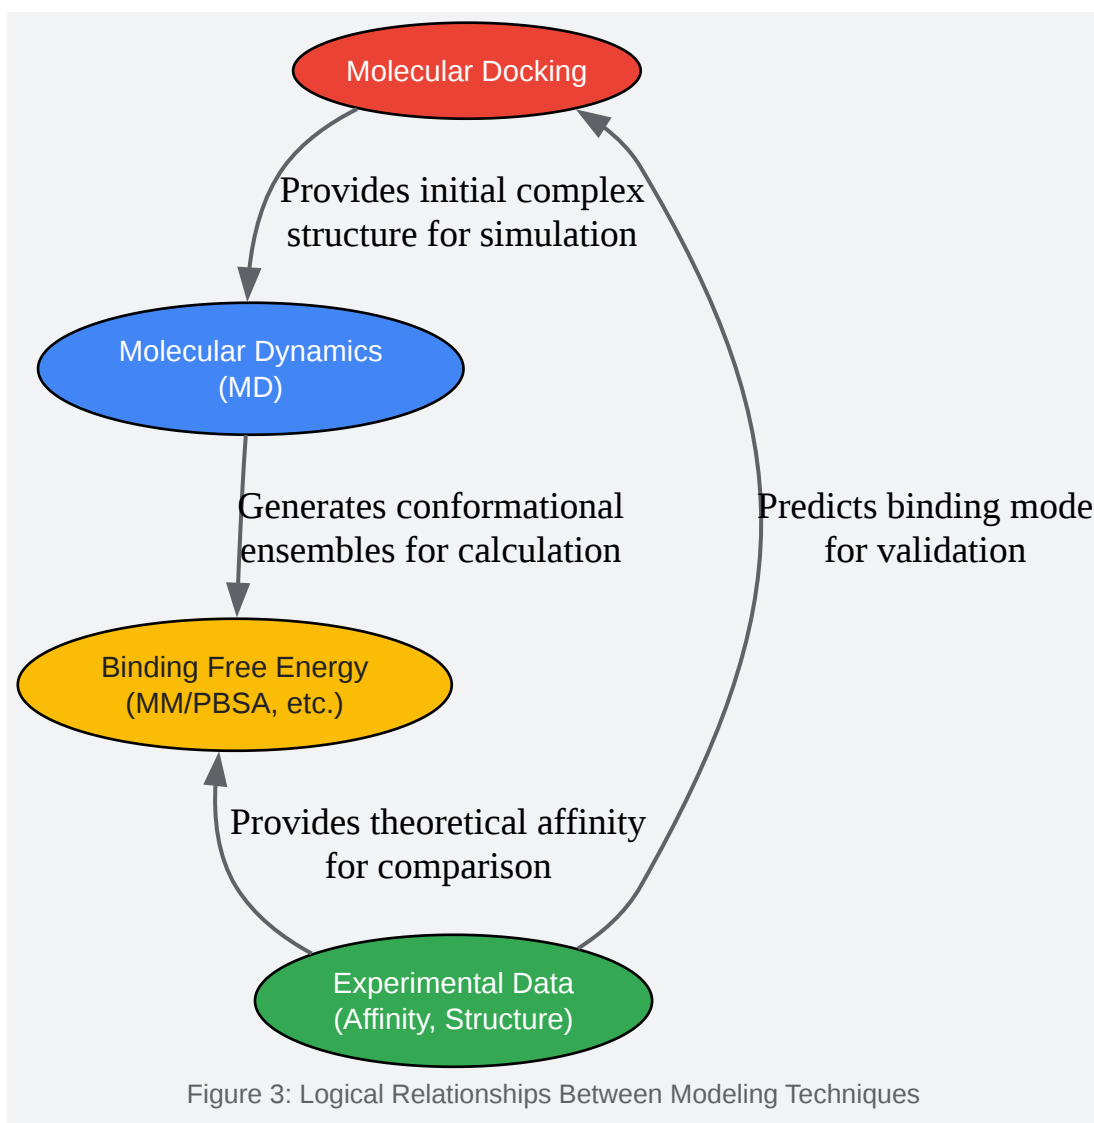 Molecular Docking
Provides initial complex
structure for simulation
Molecular Dynamics
(MD)
Generates conformational
ensembles for calculation
Predicts binding mode
for validation
Binding Free Energy
(MM/PBSA, etc.)
Provides theoretical affinity
for comparison
Experimental Data
(Affinity, Structure)
Figure 3: Logical Relationships Between Modeling Techniques